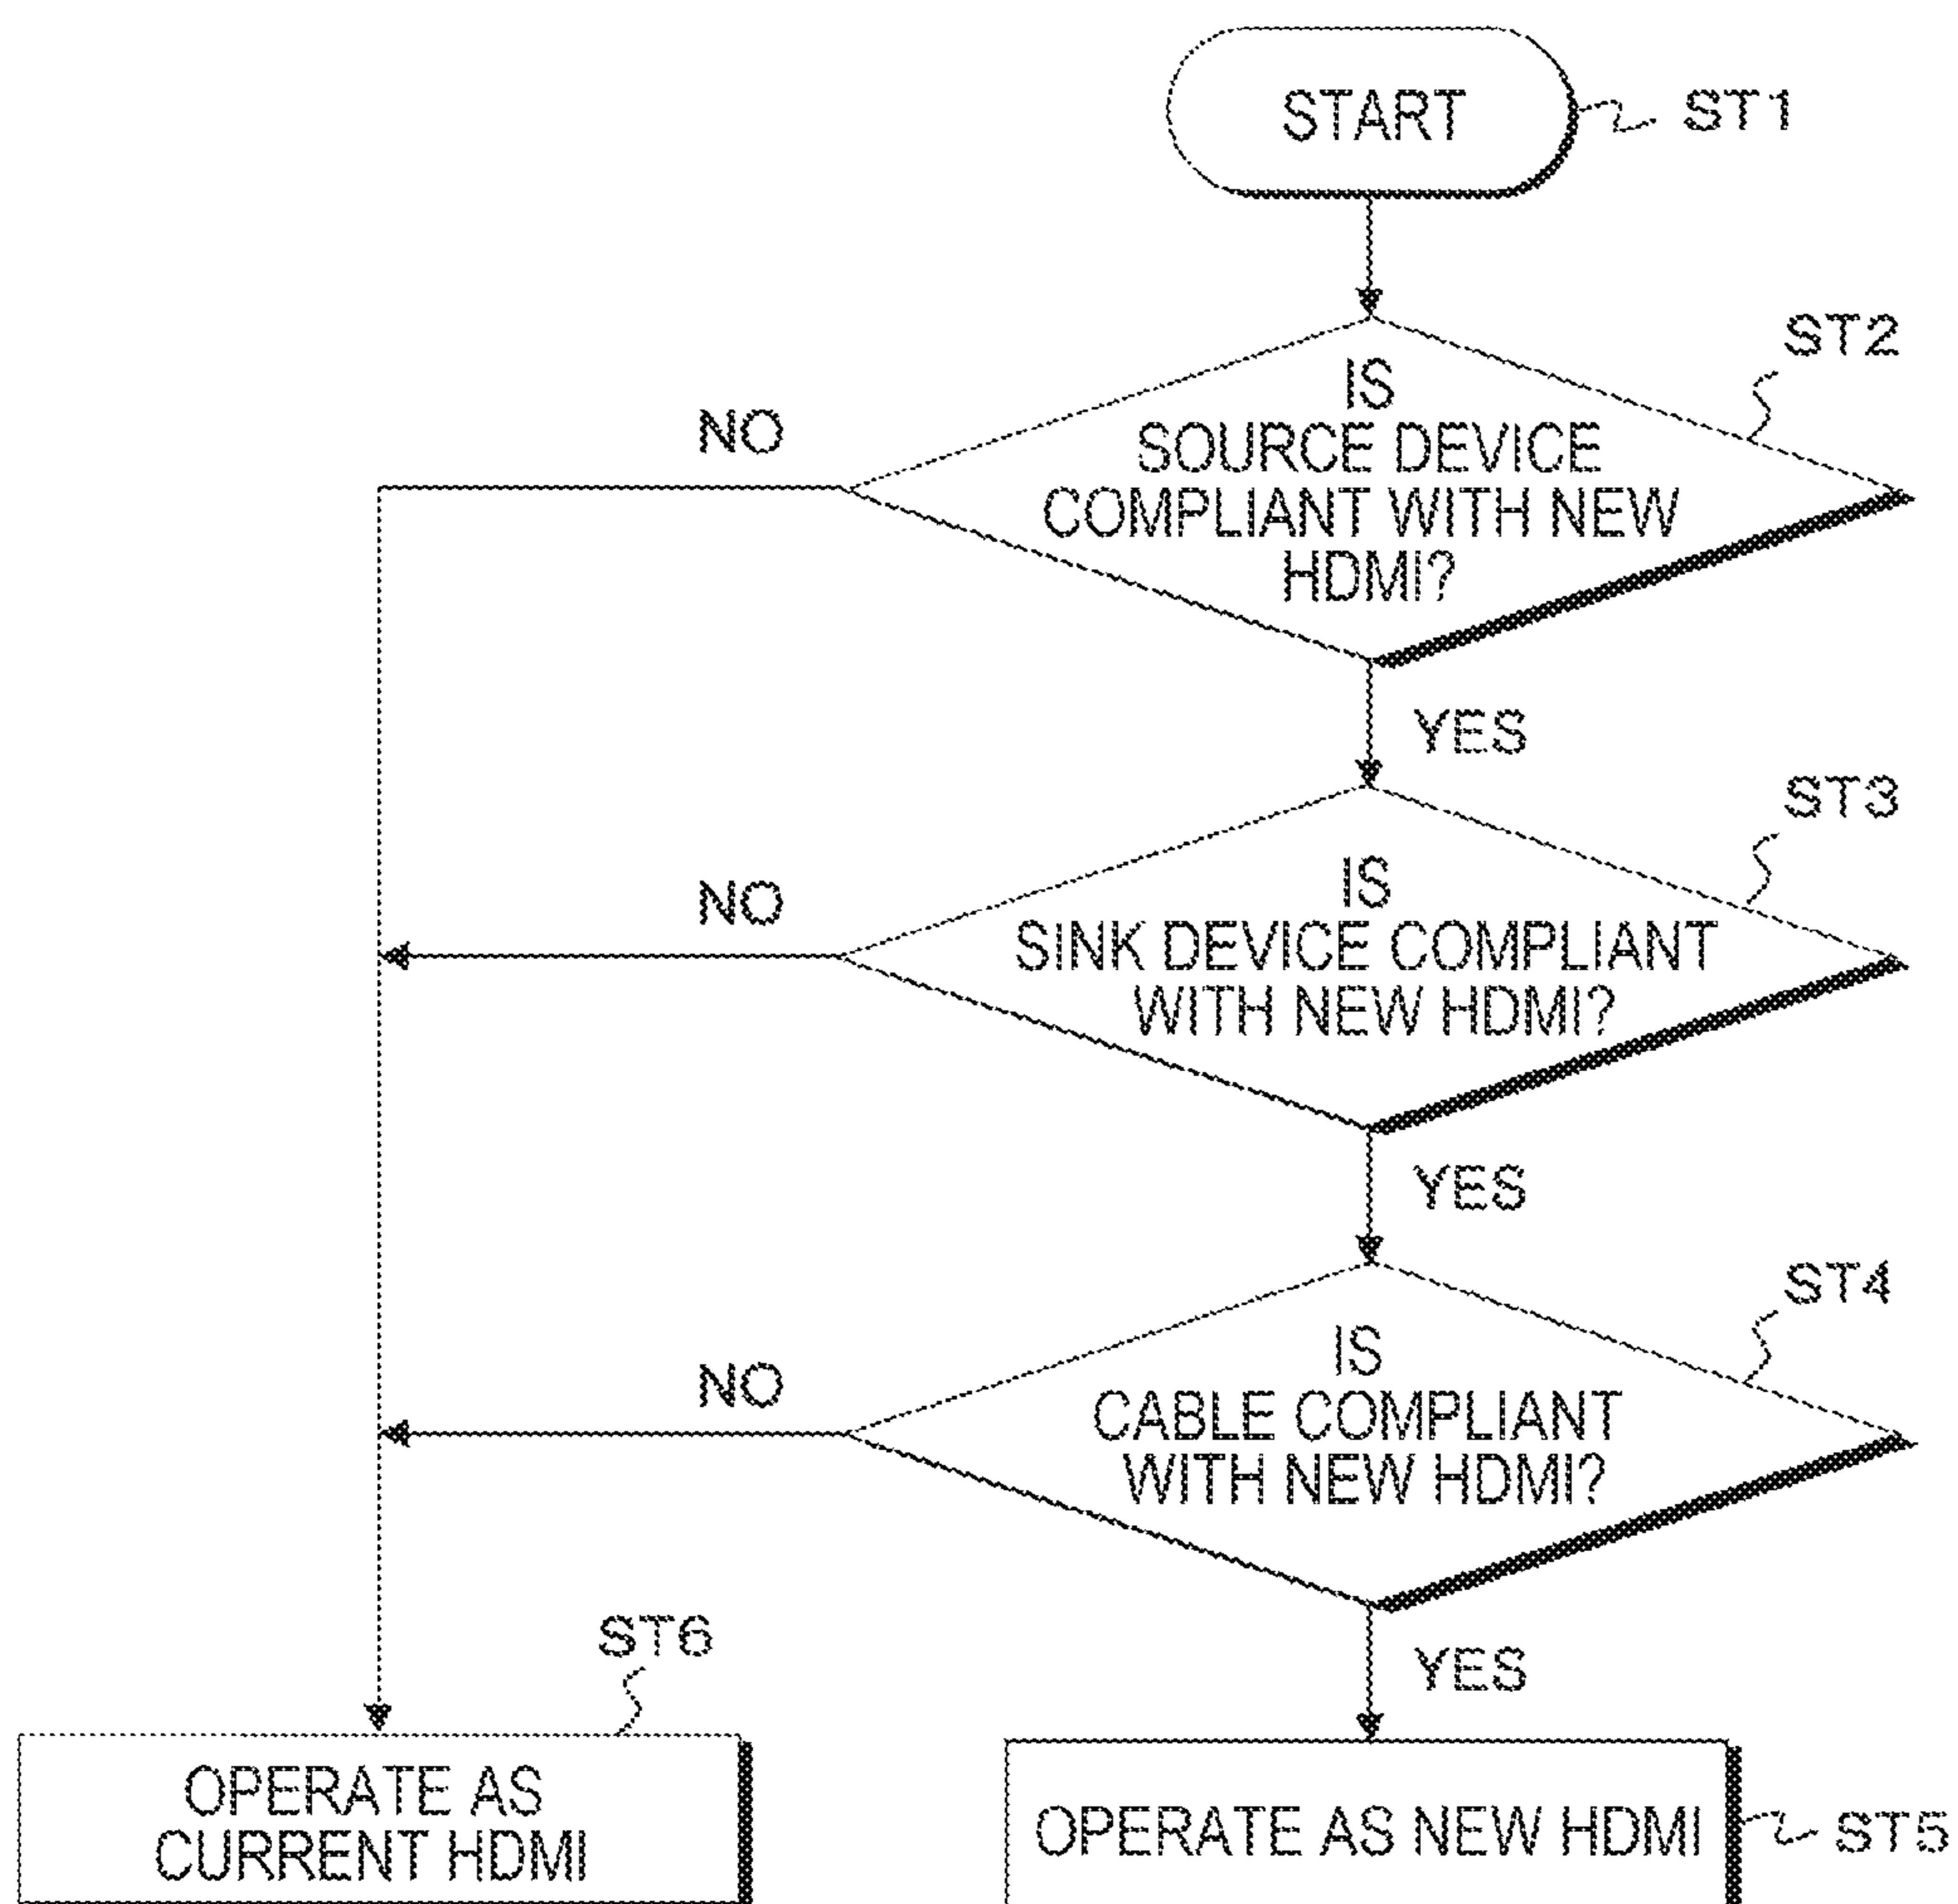 START
ST1
ST2
IS
SOURCE DEVICE
COMPLIANT WITH NEW
HDMI?
NO
YES
ST3
IS
SINK DEVICE COMPLIANT
WITH NEW HDMI?
NO
YES
ST4
IS
CABLE COMPLIANT
WITH NEW HDMI?
NO
YES
ST6
OPERATE AS
CURRENT HDMI
OPERATE AS NEW HDMI
ST5